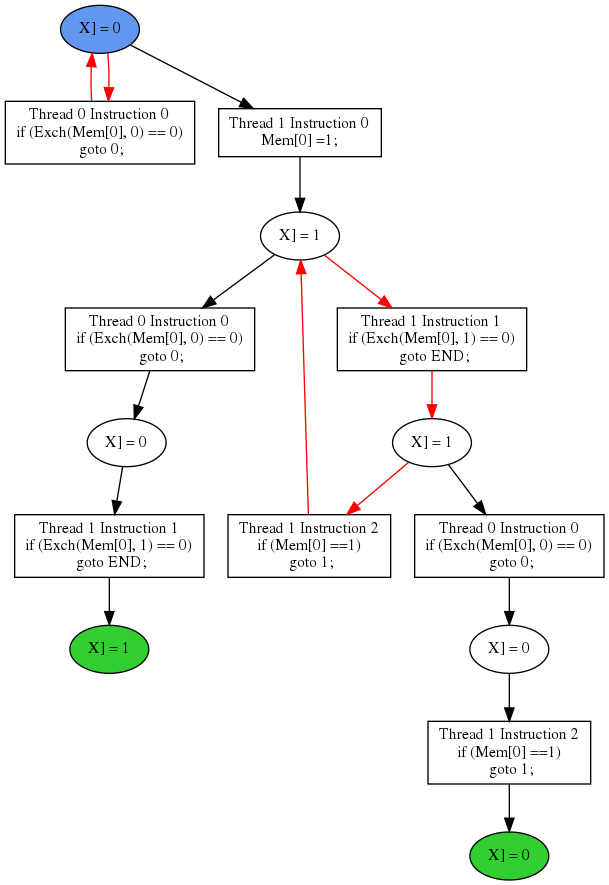 X] = 0
Thread 0 Instruction 0
if (Exch(Mem[0], 0) == 0)
goto 0;
Thread 1 Instruction 0
Mem[0] =1;
X] = 1
Thread 0 Instruction 0
if (Exch(Mem[0], 0) == 0)
goto 0;
Thread 1 Instruction 1
if (Exch(Mem[0], 1) == 0)
goto END;
X] = 0
X] = 1
Thread 1 Instruction 1
if (Exch(Mem[0], 1) == 0)
goto END;
Thread 1 Instruction 2
if (Mem[0] ==1)
goto 1;
Thread 0 Instruction 0
if (Exch(Mem[0], 0) == 0)
goto 0;
X] = 1
X] = 0
Thread 1 Instruction 2
if (Mem[0] ==1)
goto 1;
X] = 0